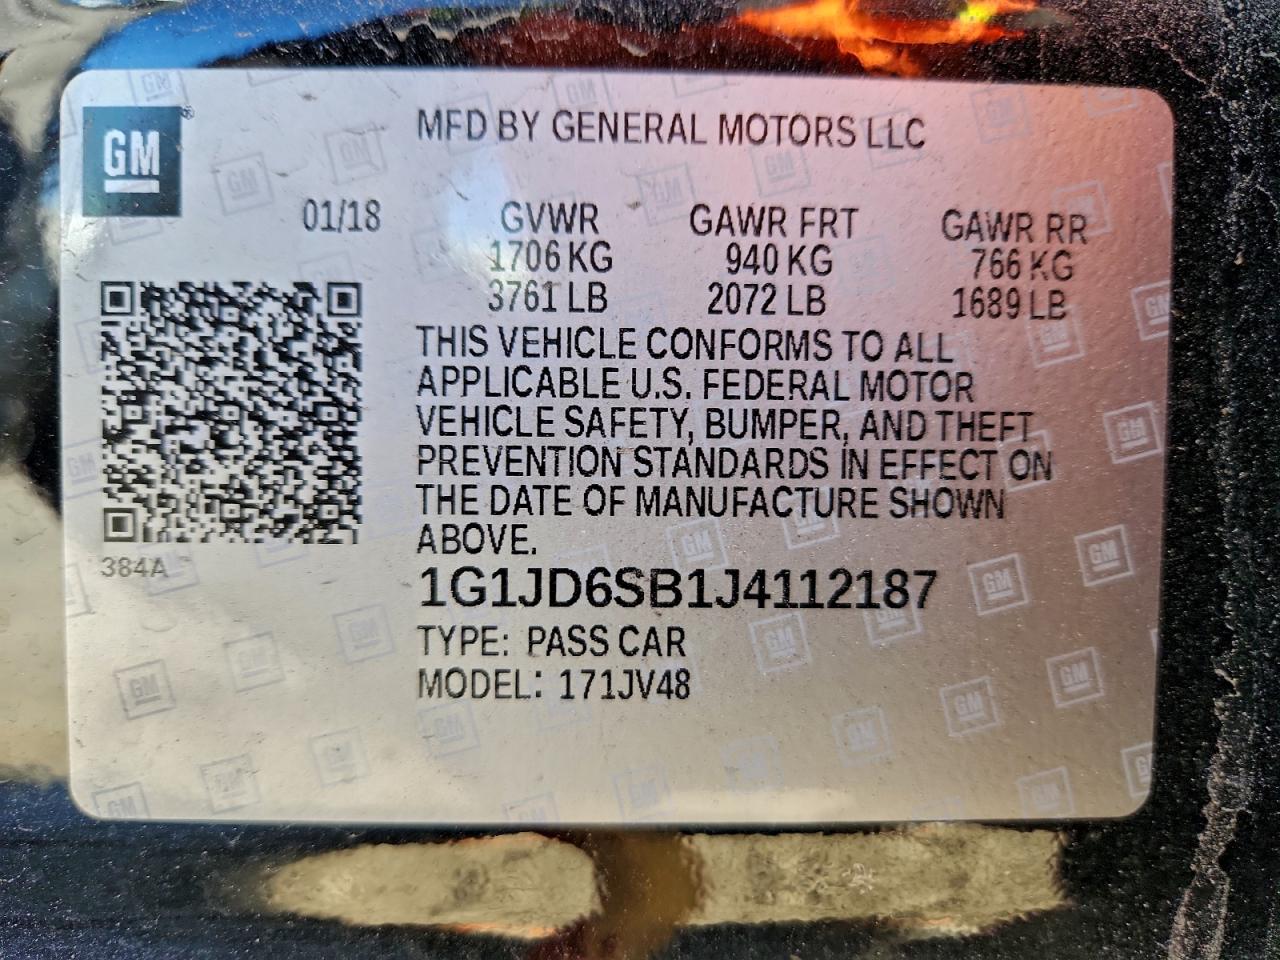 GM
MFD BY GENERAL MOTORS LLC
01/18 GVWR GAWR FRT GAWR RR
1706 KG 940 KG 766 KG
3761 LB 2072 LB 1689 LB
THIS VEHICLE CONFORMS TO ALL
APPLICABLE U.S. FEDERAL MOTOR
VEHICLE SAFETY, BUMPER, AND THEFT
PREVENTION STANDARDS IN EFFECT ON
THE DATE OF MANUFACTURE SHOWN
ABOVE.
384A
1G1JD6SB1J4112187
TYPE: PASS CAR
MODEL: 171JV48